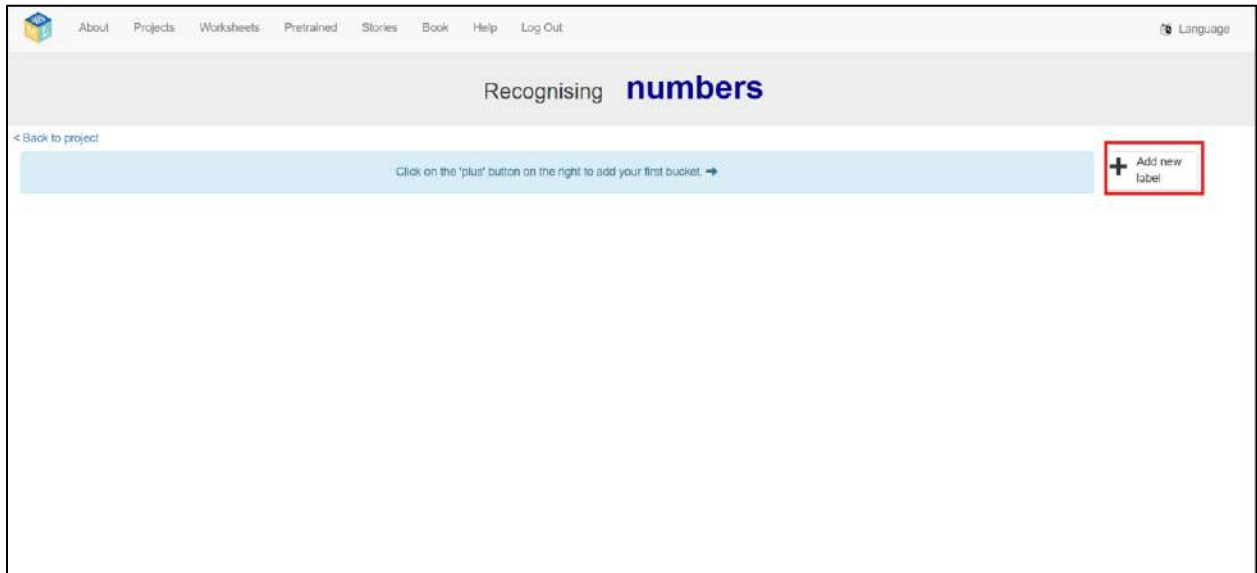 About Projects Worksheets Pretrained Stories Book Help Log Out Language
Recognising numbers
< Back to project
Click on the 'plus' button on the right to add your first bucket. ➜
+ Add new
label